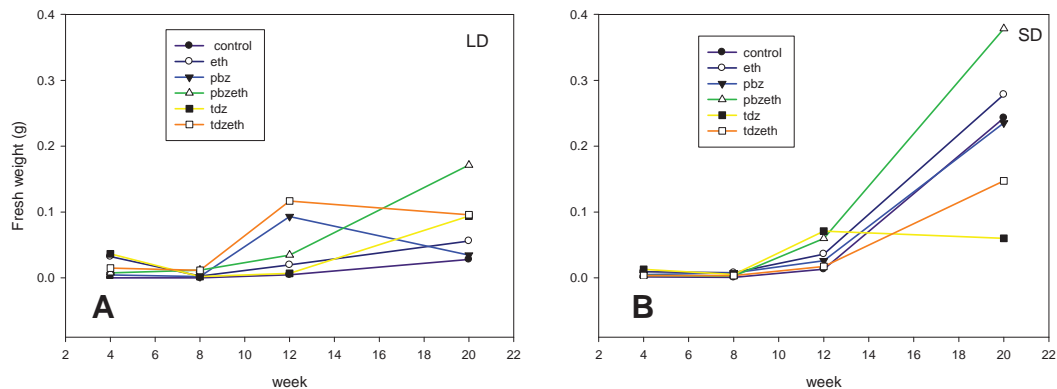 Fresh weight (g)
0.4
0.3
0.2
0.1
0.0
LD
control
eth
pbz
pbzeth
tdz
tdzeth
A
2 4 6 8 10 12 14 16 18 20 22
week
0.4
0.3
0.2
0.1
0.0
SD
control
eth
pbz
pbzeth
tdz
tdzeth
B
2 4 6 8 10 12 14 16 18 20 22
week